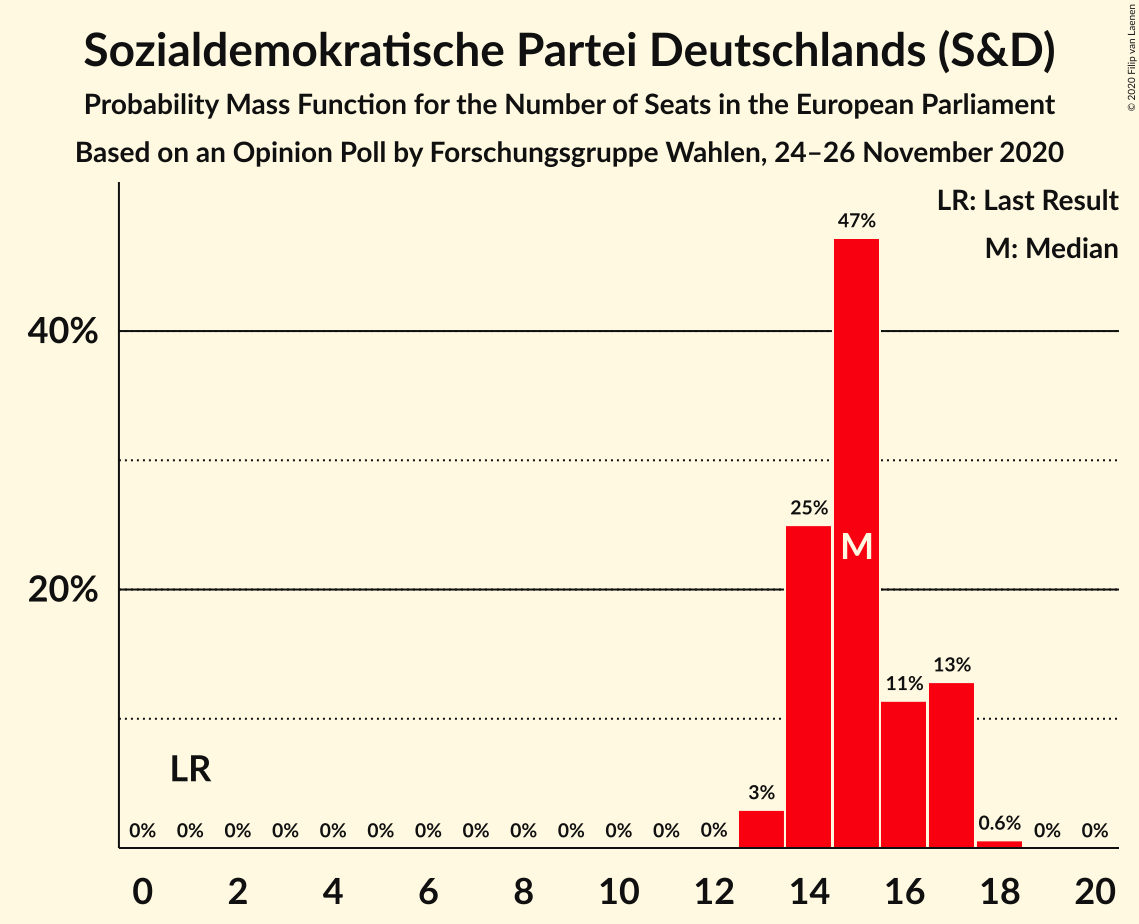 Sozialdemokratische Partei Deutschlands (S&D)
Probability Mass Function for the Number of Seats in the European Parliament
Based on an Opinion Poll by Forschungsgruppe Wahlen, 24–26 November 2020
© 2020 Filip van Laenen
LR: Last Result
M: Median
47%
40%
25%
M
20%
13%
11%
LR
3%
0% 0% 0% 0% 0% 0% 0% 0% 0% 0% 0% 0% 0% 0.6% 0% 0%
0 2 4 6 8 10 12 14 16 18 20